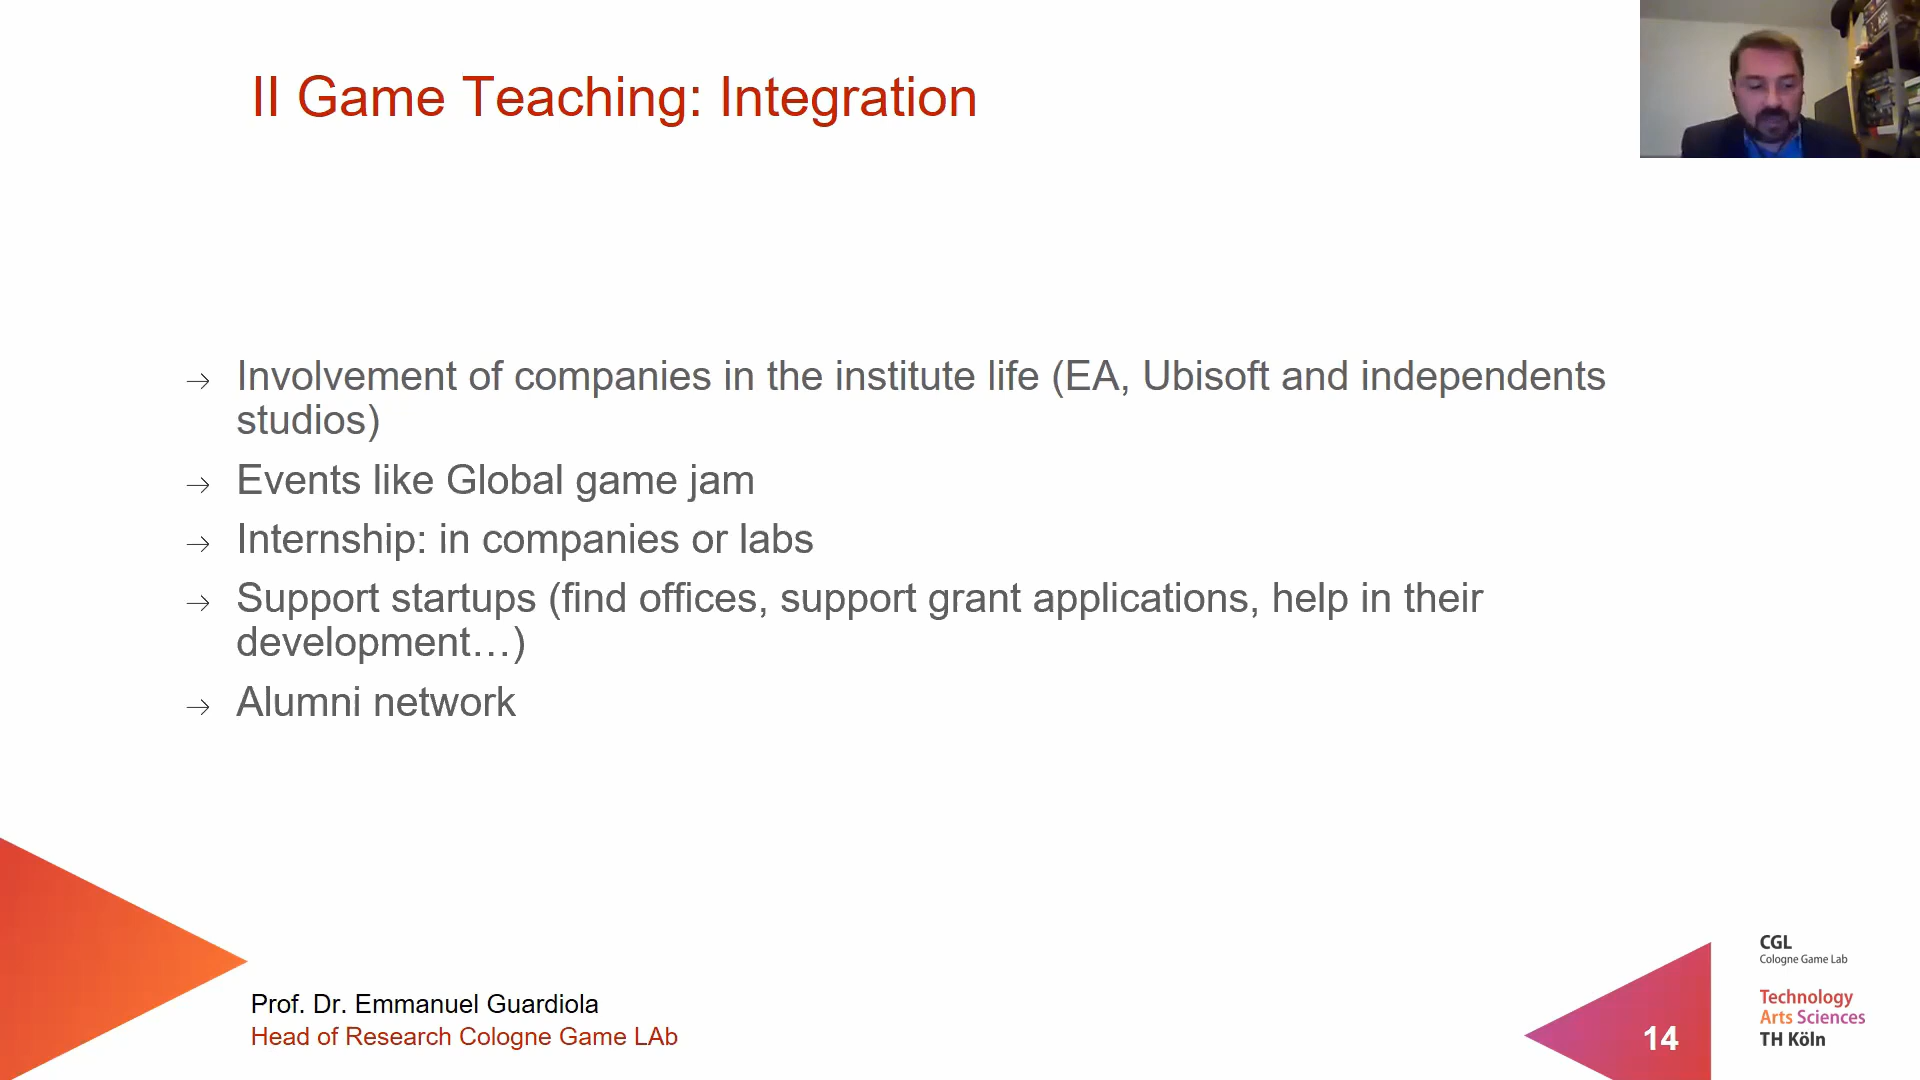 II Game Teaching: Integration
→ Involvement of companies in the institute life (EA, Ubisoft and independents
studios)
→ Events like Global game jam
→ Internship: in companies or labs
→ Support startups (find offices, support grant applications, help in their
development…)
→ Alumni network
Prof. Dr. Emmanuel Guardiola
Head of Research Cologne Game LAb
14
CGL
Cologne Game Lab
Technology
Arts Sciences
TH Köln